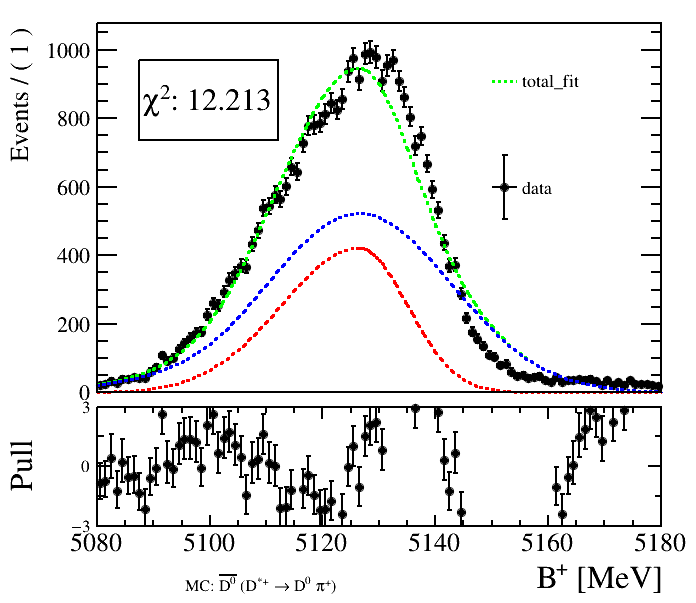 Events / ( 1 )
1000
800
600
400
200
0
χ²: 12.213
total_fit
data
Pull
3
0
−3
5080 5100 5120 5140 5160 5180
B⁺ [MeV]
MC: D̅⁰ (D*⁺ → D⁰ π⁺)